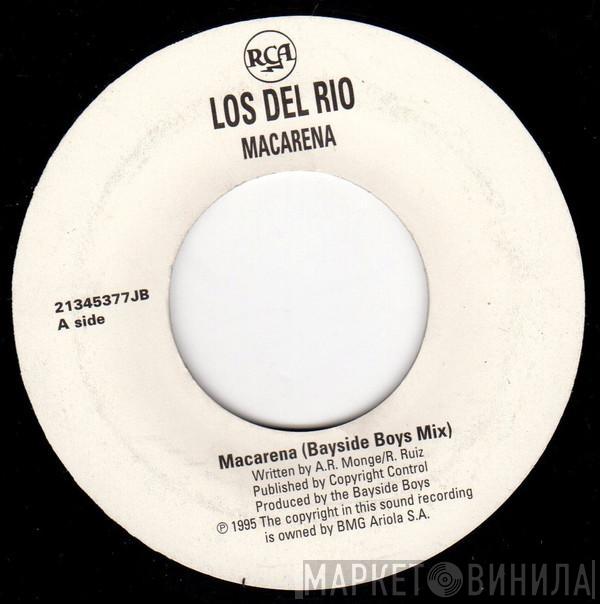 RCA
LOS DEL RIO
MACARENA
21345377JB
A side
Macarena (Bayside Boys Mix)
Written by A.R. Monge/R. Ruiz
Published by Copyright Control
Produced by the Bayside Boys
℗ 1995 The copyright in this sound recording
is owned by BMG Ariola S.A.
МАРКЕТ ВИНИЛА